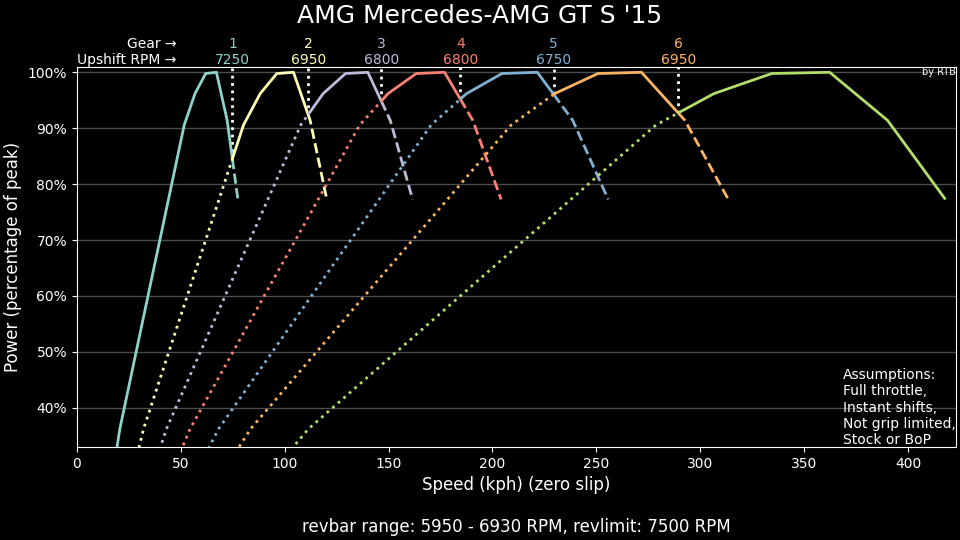 AMG Mercedes-AMG GT S '15
Gear → 1 2 3 4 5 6
Upshift RPM → 7250 6950 6800 6800 6750 6950
by RTB
100%
90%
80%
70%
60%
50%
40%
Power (percentage of peak)
Assumptions:
Full throttle,
Instant shifts,
Not grip limited,
Stock or BoP
0 50 100 150 200 250 300 350 400
Speed (kph) (zero slip)
revbar range: 5950 - 6930 RPM, revlimit: 7500 RPM